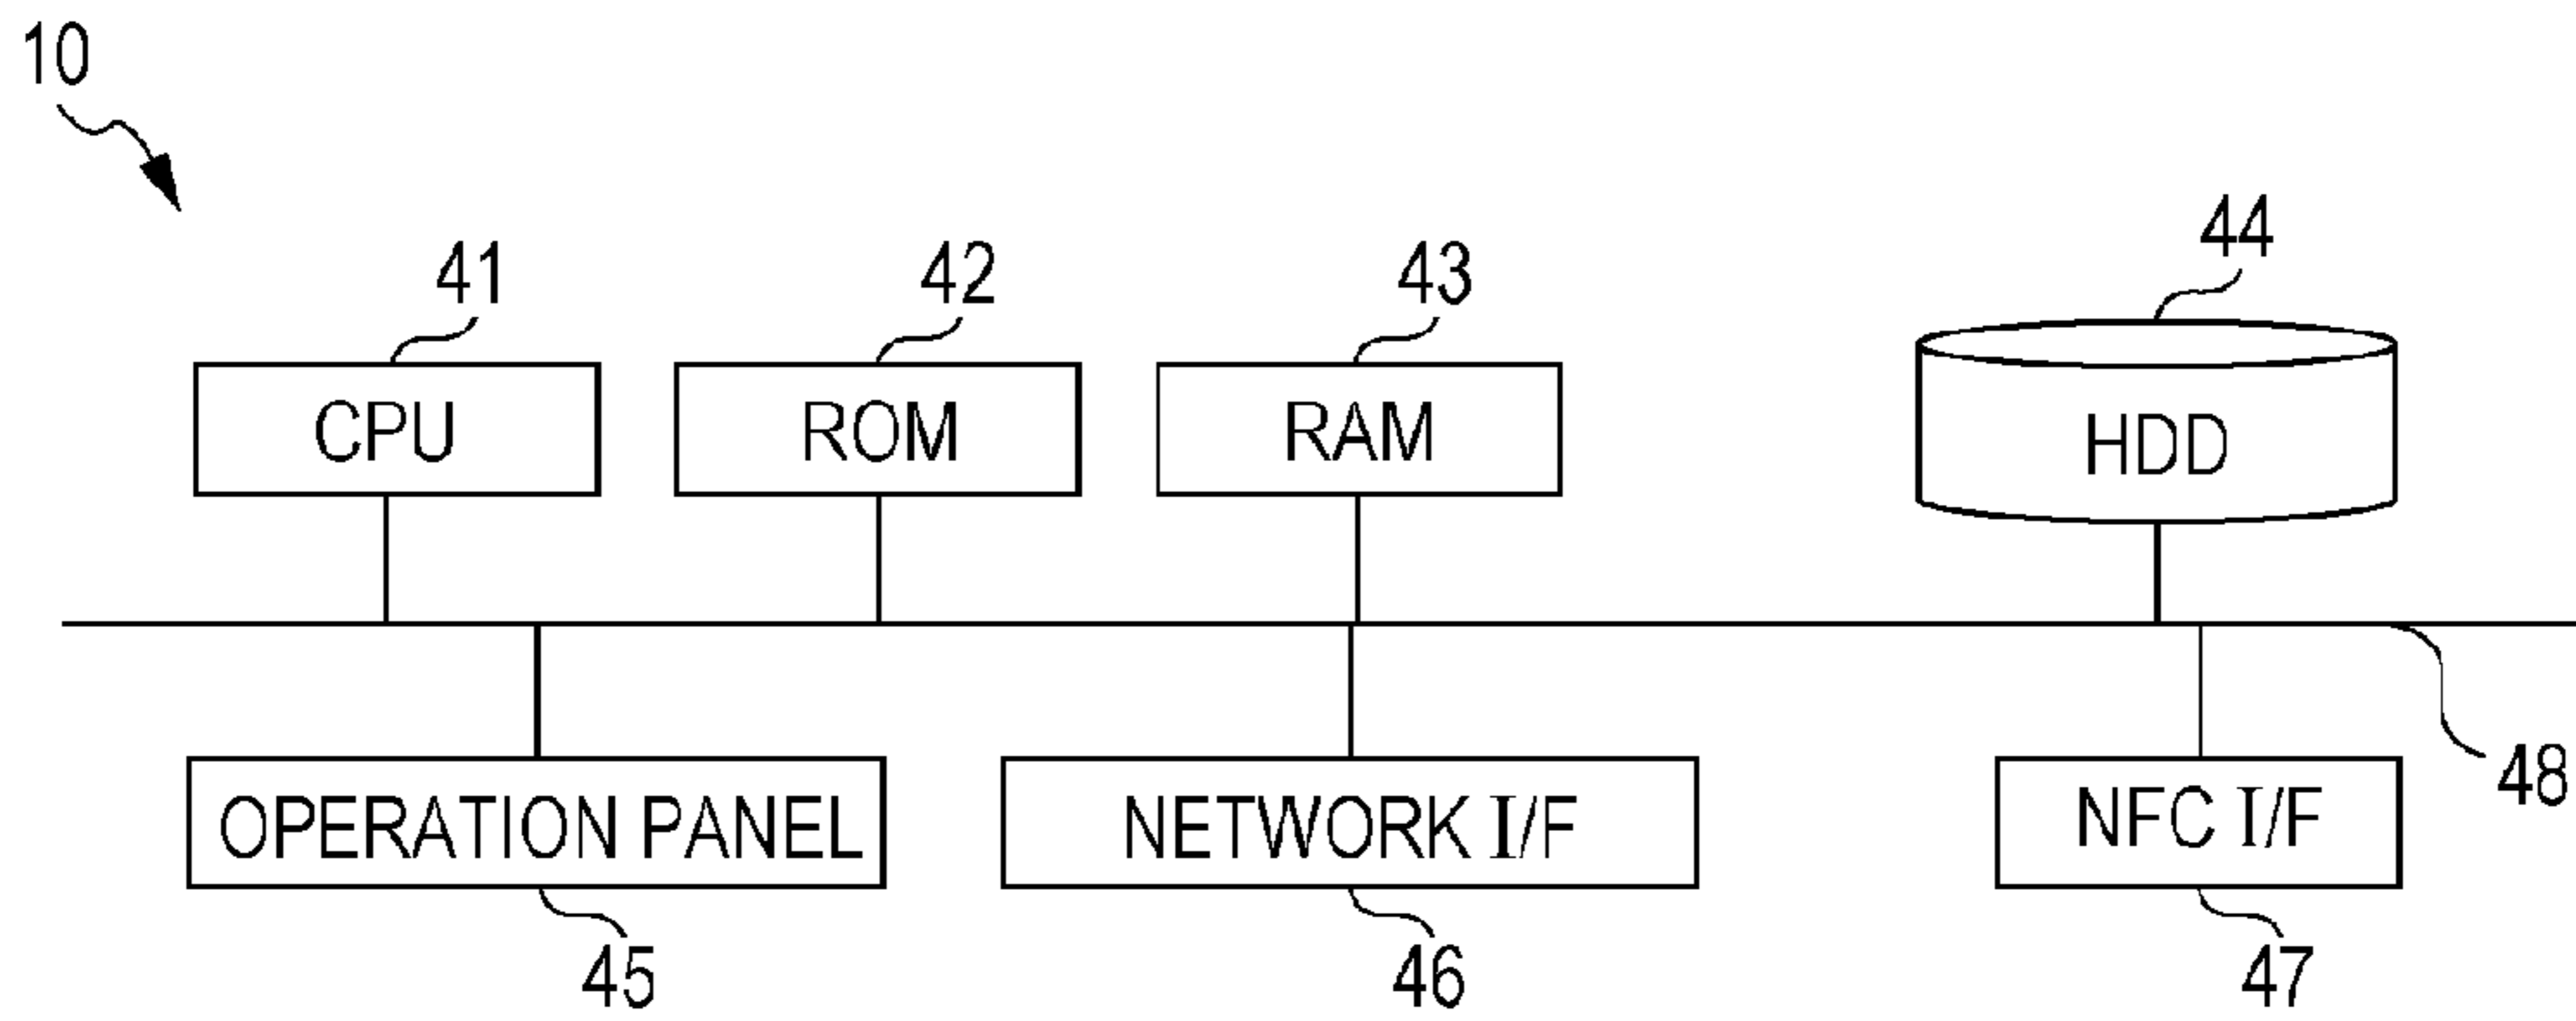 10
41
42
43
44
CPU
ROM
RAM
HDD
48
OPERATION PANEL
NETWORK I/F
NFC I/F
45
46
47